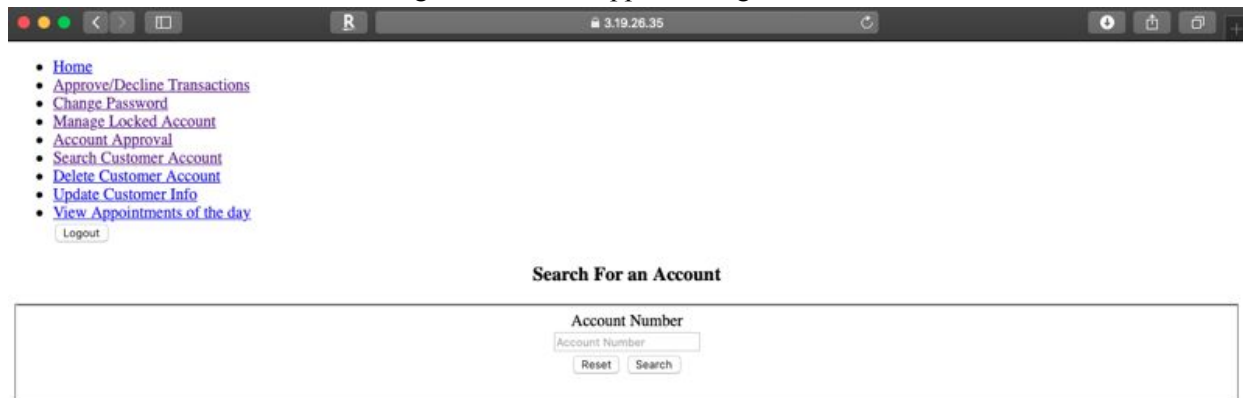 R
3.19.26.35
Home
Approve/Decline Transactions
Change Password
Manage Locked Account
Account Approval
Search Customer Account
Delete Customer Account
Update Customer Info
View Appointments of the day
Logout
Search For an Account
Account Number
Account Number
Reset Search